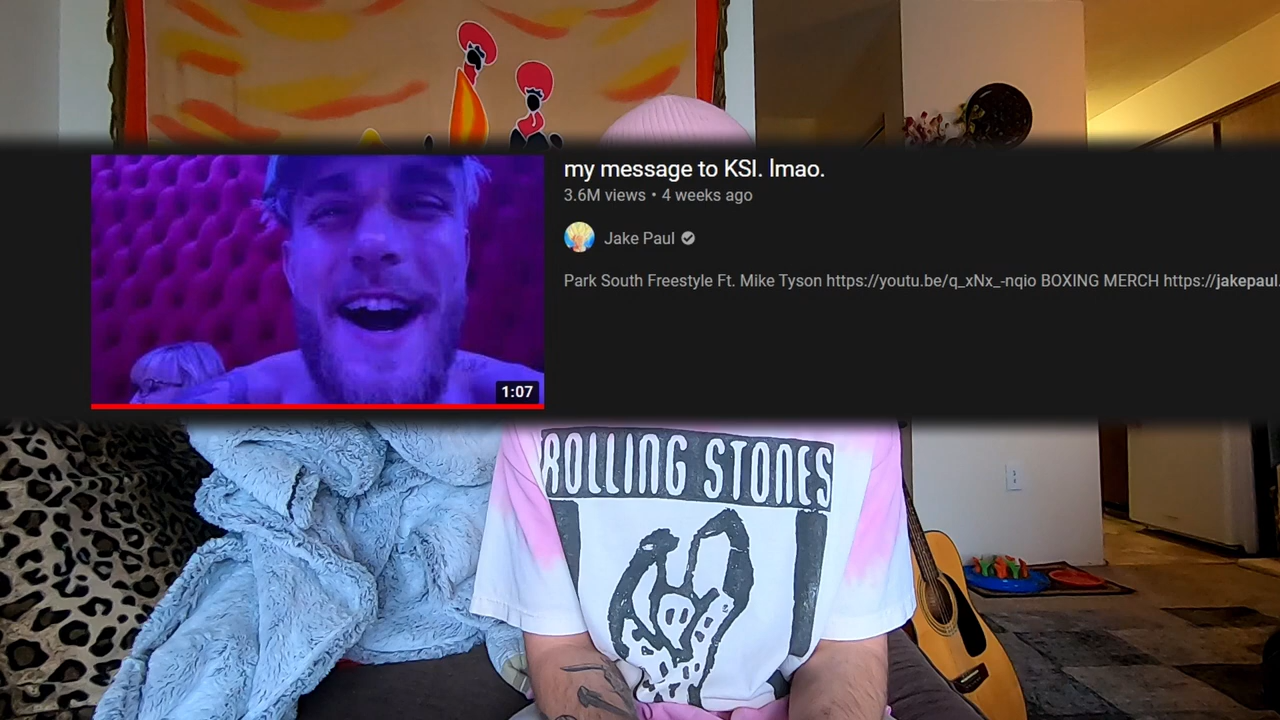 my message to KSI. lmao.
3.6M views • 4 weeks ago
Jake Paul
Park South Freestyle Ft. Mike Tyson https://youtu.be/q_xNx_-nqio BOXING MERCH https://jakepaul.
1:07
ROLLING STONES